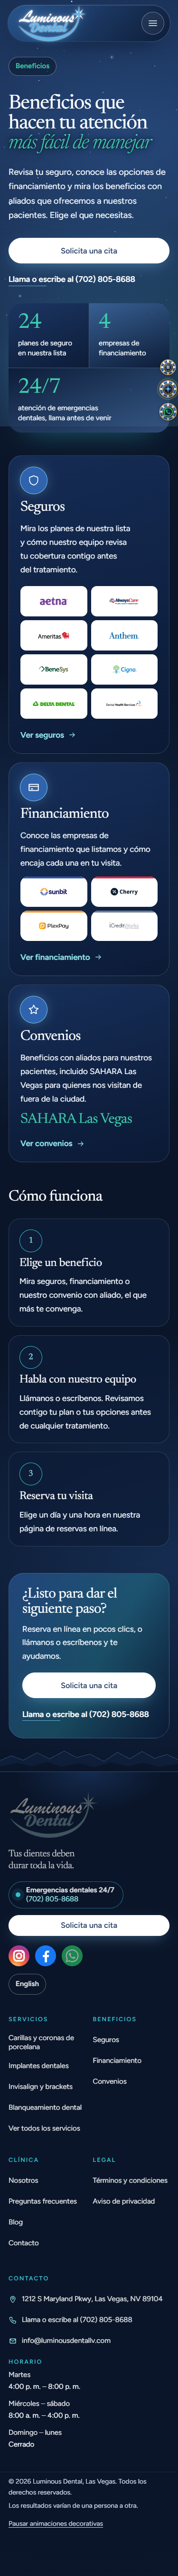 Luminous
Dental
Beneficios
Beneficios que
hacen tu atención
más fácil de manejar
Revisa tu seguro, conoce las opciones de
financiamiento y mira los beneficios con
aliados que ofrecemos a nuestros
pacientes. Elige el que necesitas.
Solicita una cita
Llama o escribe al (702) 805-8688
24
planes de seguro
en nuestra lista
4
empresas de
financiamiento
24/7
atención de emergencias
dentales, llama antes de venir
Seguros
Mira los planes de nuestra lista
y cómo nuestro equipo revisa
tu cobertura contigo antes
del tratamiento.
aetna
AlwaysCare
Ameritas
Anthem
BeneSys
Cigna
DELTA DENTAL
Dental Health Services
Ver seguros →
Financiamiento
Conoce las empresas de
financiamiento que listamos y cómo
encaja cada una en tu visita.
sunbit
Cherry
PlexPay
iCreditWorks
Ver financiamiento →
Convenios
Beneficios con aliados para nuestros
pacientes, incluido SAHARA Las
Vegas para quienes nos visitan de
fuera de la ciudad.
SAHARA Las Vegas
Ver convenios →
Cómo funciona
1
Elige un beneficio
Mira seguros, financiamiento o
nuestro convenio con aliado, el que
más te convenga.
2
Habla con nuestro equipo
Llámanos o escríbenos. Revisamos
contigo tu plan o tus opciones antes
de cualquier tratamiento.
3
Reserva tu visita
Elige un día y una hora en nuestra
página de reservas en línea.
¿Listo para dar el
siguiente paso?
Reserva en línea en pocos clics, o
llámanos o escríbenos y te
ayudamos.
Solicita una cita
Llama o escribe al (702) 805-8688
Luminous
Dental
Tus dientes deben
durar toda la vida.
Emergencias dentales 24/7
(702) 805-8688
Solicita una cita
English
SERVICIOS
Carillas y coronas de
porcelana
Implantes dentales
Invisalign y brackets
Blanqueamiento dental
Ver todos los servicios
BENEFICIOS
Seguros
Financiamiento
Convenios
CLÍNICA
Nosotros
Preguntas frecuentes
Blog
Contacto
LEGAL
Términos y condiciones
Aviso de privacidad
CONTACTO
1212 S Maryland Pkwy, Las Vegas, NV 89104
Llama o escribe al (702) 805-8688
info@luminousdentallv.com
HORARIO
Martes
4:00 p. m. – 8:00 p. m.
Miércoles – sábado
8:00 a. m. – 4:00 p. m.
Domingo – lunes
Cerrado
© 2026 Luminous Dental, Las Vegas. Todos los
derechos reservados.
Los resultados varían de una persona a otra.
Pausar animaciones decorativas